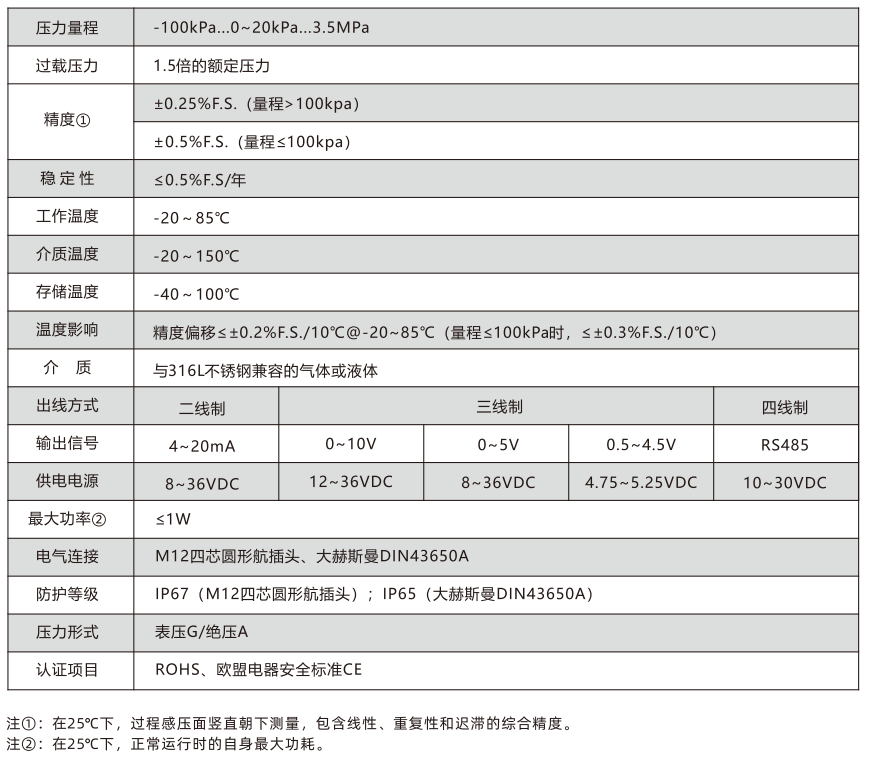 压力量程 -100kPa...0~20kPa...3.5MPa
过载压力 1.5倍的额定压力
精度① ±0.25%F.S.（量程>100kpa）
±0.5%F.S.（量程≤100kpa）
稳定性 ≤0.5%F.S/年
工作温度 -20~85℃
介质温度 -20~150℃
存储温度 -40~100℃
温度影响 精度偏移≤±0.2%F.S./10℃@-20~85℃（量程≤100kPa时，≤±0.3%F.S./10℃）
介 质 与316L不锈钢兼容的气体或液体
出线方式 二线制 三线制 四线制
输出信号 4~20mA 0~10V 0~5V 0.5~4.5V RS485
供电电源 8~36VDC 12~36VDC 8~36VDC 4.75~5.25VDC 10~30VDC
最大功率② ≤1W
电气连接 M12四芯圆形航插头、大赫斯曼DIN43650A
防护等级 IP67（M12四芯圆形航插头）；IP65（大赫斯曼DIN43650A）
压力形式 表压G/绝压A
认证项目 ROHS、欧盟电器安全标准CE
注①：在25℃下，过程感压面竖直朝下测量，包含线性、重复性和迟滞的综合精度。
注②：在25℃下，正常运行时的自身最大功耗。